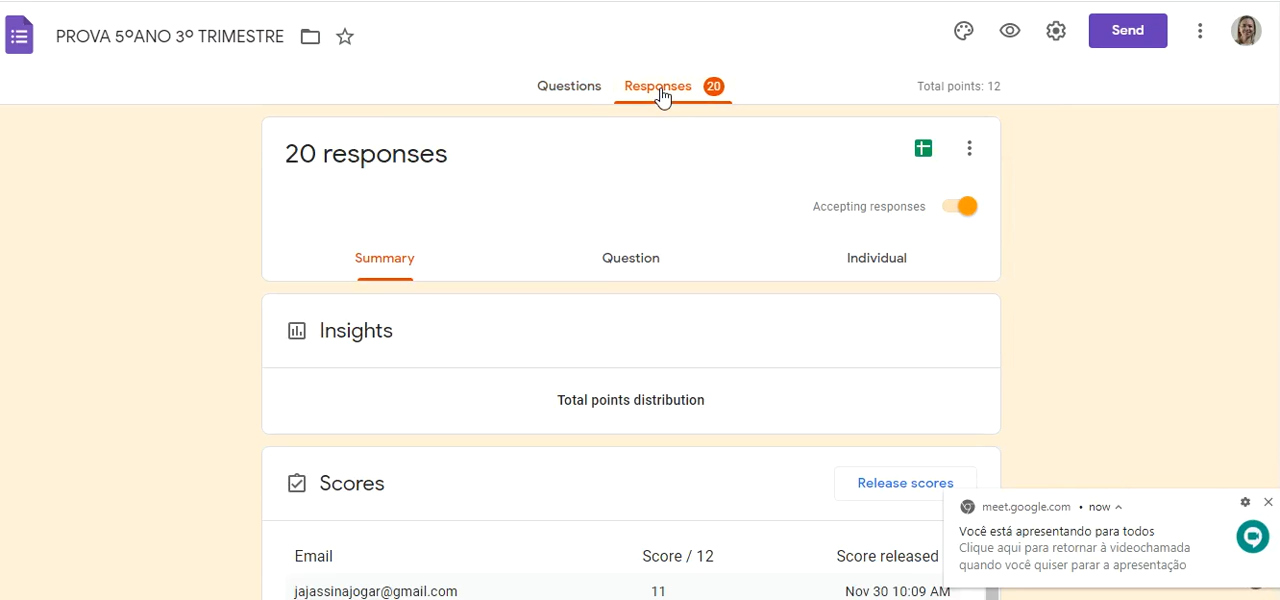 PROVA 5ºANO 3º TRIMESTRE
Send
Questions
Responses 20
Total points: 12
20 responses
Accepting responses
Summary
Question
Individual
Insights
Total points distribution
Scores
Release scores
Email
Score / 12
Score released
jajassinajogar@gmail.com
11
Nov 30 10:09 AM
meet.google.com • now
Você está apresentando para todos
Clique aqui para retornar à videochamada
quando você quiser parar a apresentação